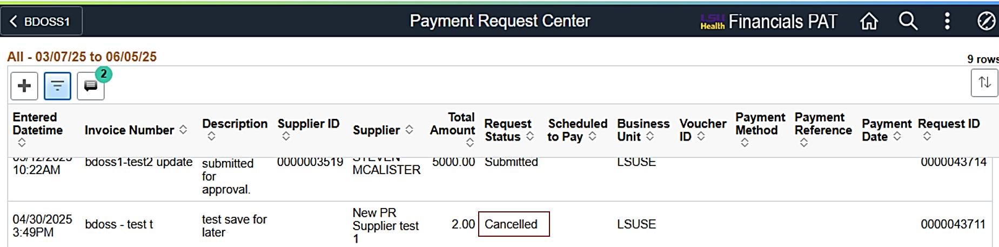 BDOSS1
Payment Request Center
LSU Health Financials PAT
All - 03/07/25 to 06/05/25
9 rows
2
Entered Datetime
Invoice Number
Description
Supplier ID
Supplier
Total Amount
Request Status
Scheduled to Pay
Business Unit
Voucher ID
Payment Method
Payment Reference
Payment Date
Request ID
05/12/2025 10:22AM
bdoss1-test2 update
submitted for approval.
0000003519
STEVEN MCALISTER
5000.00
Submitted
LSUSE
0000043714
04/30/2025 3:49PM
bdoss - test t
test save for later
New PR Supplier test 1
2.00
Cancelled
LSUSE
0000043711